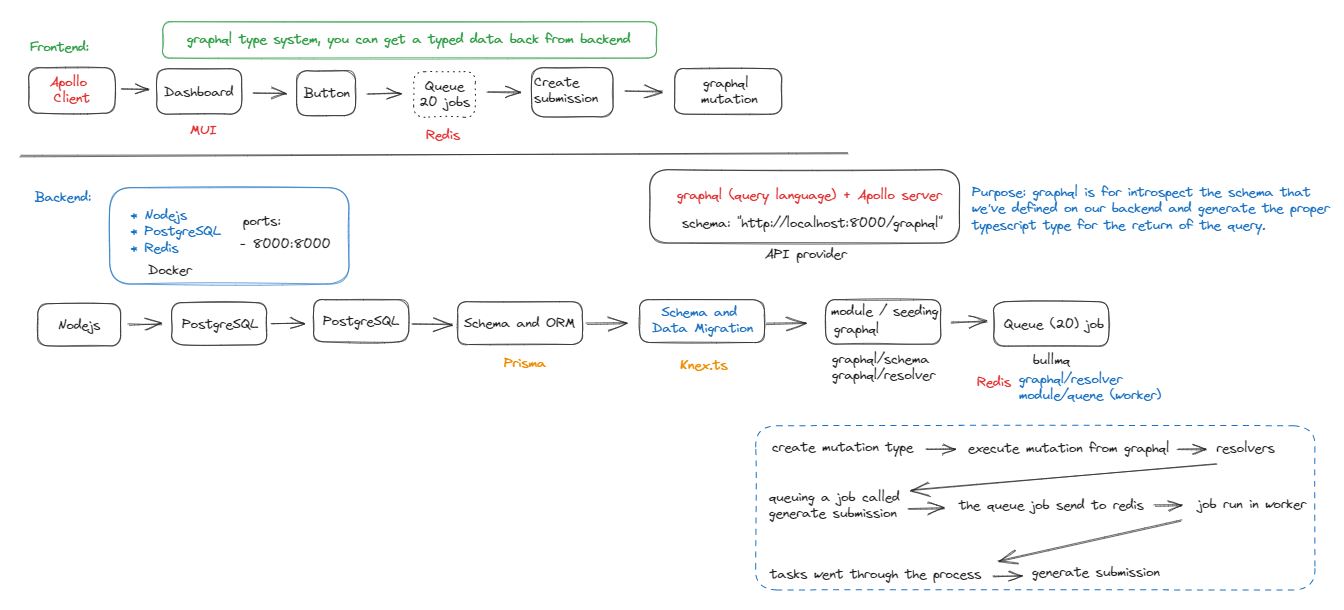 Frontend:
graphql type system, you can get a typed data back from backend
Apollo
Client
Dashboard
MUI
Button
Queue
20 jobs
Redis
Create
submission
graphql
mutation
Backend:
* Nodejs
* PostgreSQL
* Redis
ports:
- 8000:8000
Docker
graphql (query language) + Apollo server
schema: "http://localhost:8000/graphql"
API provider
Purpose: graphql is for introspect the schema that
we've defined on our backend and generate the proper
typescript type for the return of the query.
Nodejs
PostgreSQL
PostgreSQL
Schema and ORM
Prisma
Schema and
Data Migration
Knex.ts
module / seeding
graphql
graphql/schema
graphql/resolver
Queue (20) job
bullmq
Redis
graphql/resolver
module/quene (worker)
create mutation type
execute mutation from graphql
resolvers
queuing a job called
generate submission
the queue job send to redis
job run in worker
tasks went through the process
generate submission